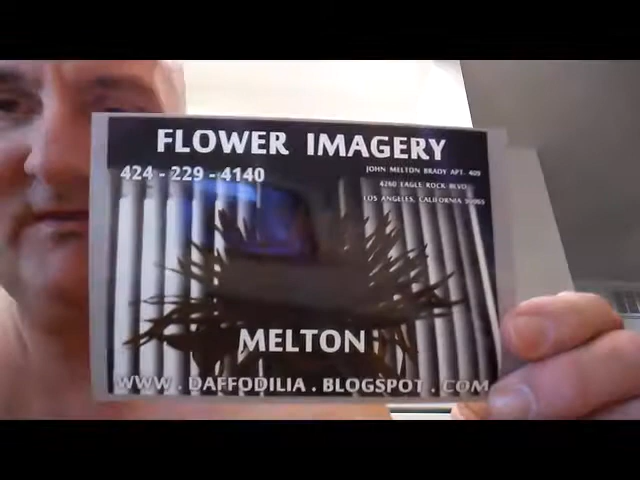 FLOWER IMAGERY
424 - 229 - 4140
JOHN MELTON BRADY APT. 409
4260 EAGLE ROCK BLVD
LOS ANGELES, CALIFORNIA 90065
MELTON
WWW . DAFFODILIA . BLOGSPOT . COM